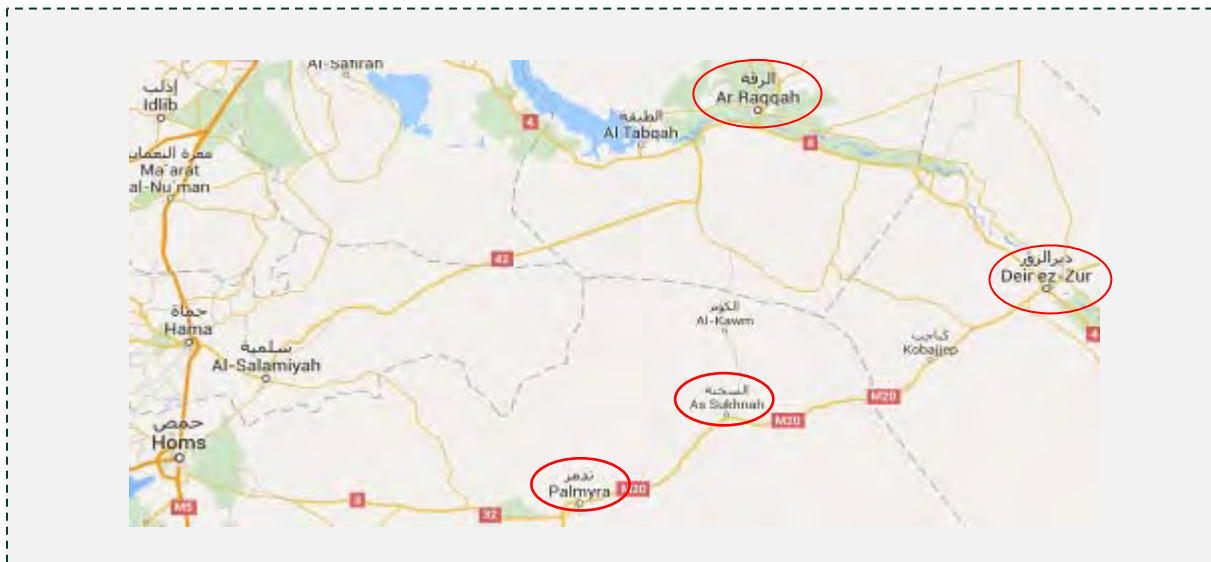 Al-Safirah
الرقة
Ar Raqqah
إدلب
Idlib
4
الطبقة
Al Tabqah
6
معرة النعمان
Ma'arat
al-Nu'man
42
دير الزور
Deir ez-Zur
حماة
Hama
الكوم
Al-Kawm
4
كباجب
Kobajjep
سلمية
Al-Salamiyah
السخنة
As Sukhnah
M20
M20
حمص
Homs
تدمر
Palmyra
M20
M5
32